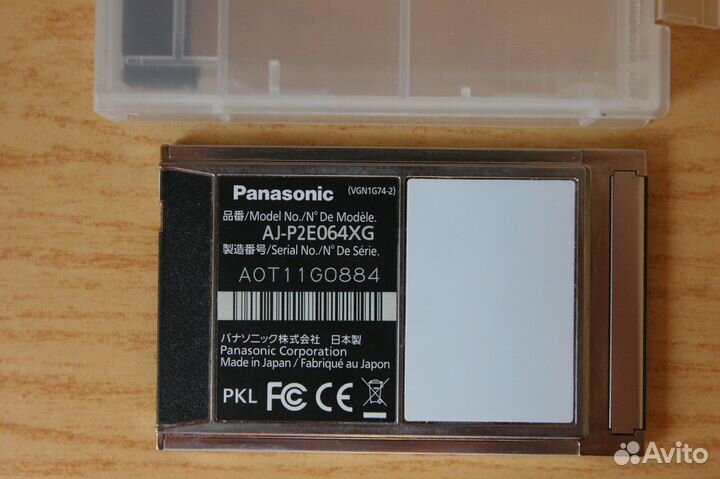 Panasonic (VGN1G74-2)
品番/Model No./N° De Modèle.
AJ-P2E064XG
製造番号/Serial No./N° De Série.
A0T11G0884
パナソニック株式会社 日本製
Panasonic Corporation
Made in Japan / Fabriqué au Japon
PKL FC CE
Avito